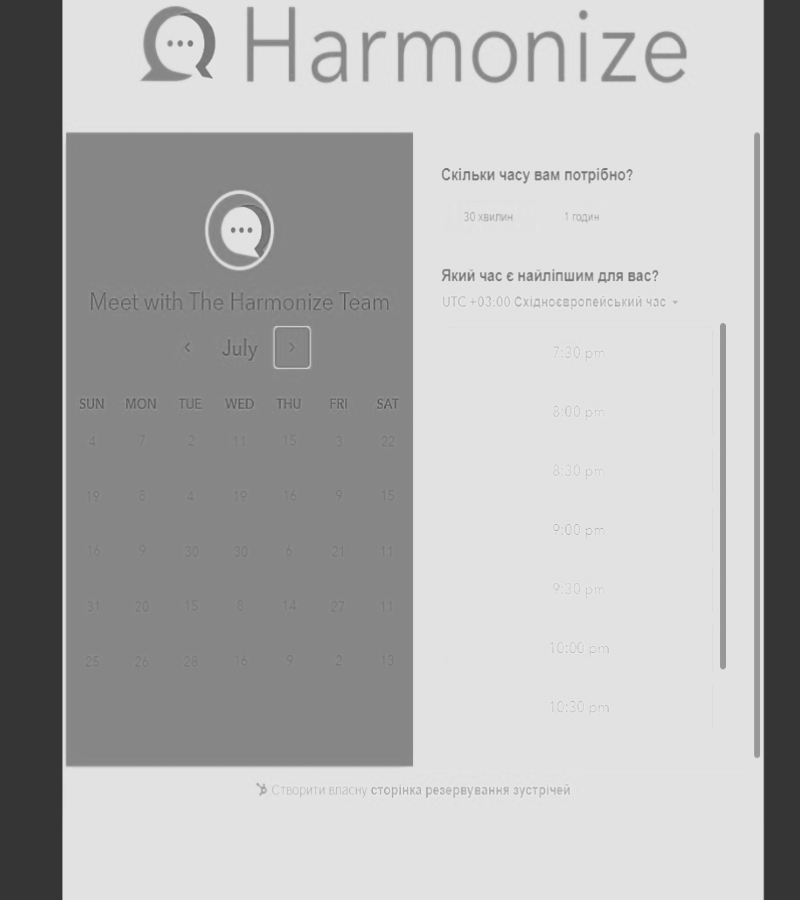 Harmonize
Meet with The Harmonize Team
July
SUN MON TUE WED THU FRI SAT
4 7 2 11 15 3 22
19 8 4 19 16 9 15
16 9 30 30 6 21 11
31 20 15 8 14 27 11
25 26 28 16 9 2 13
Скільки часу вам потрібно?
30 хвилин 1 годин
Який час є найліпшим для вас?
UTC +03:00 Східноєвропейський час
7:30 pm
8:00 pm
8:30 pm
9:00 pm
9:30 pm
10:00 pm
10:30 pm
Створити власну сторінка резервування зустрічей